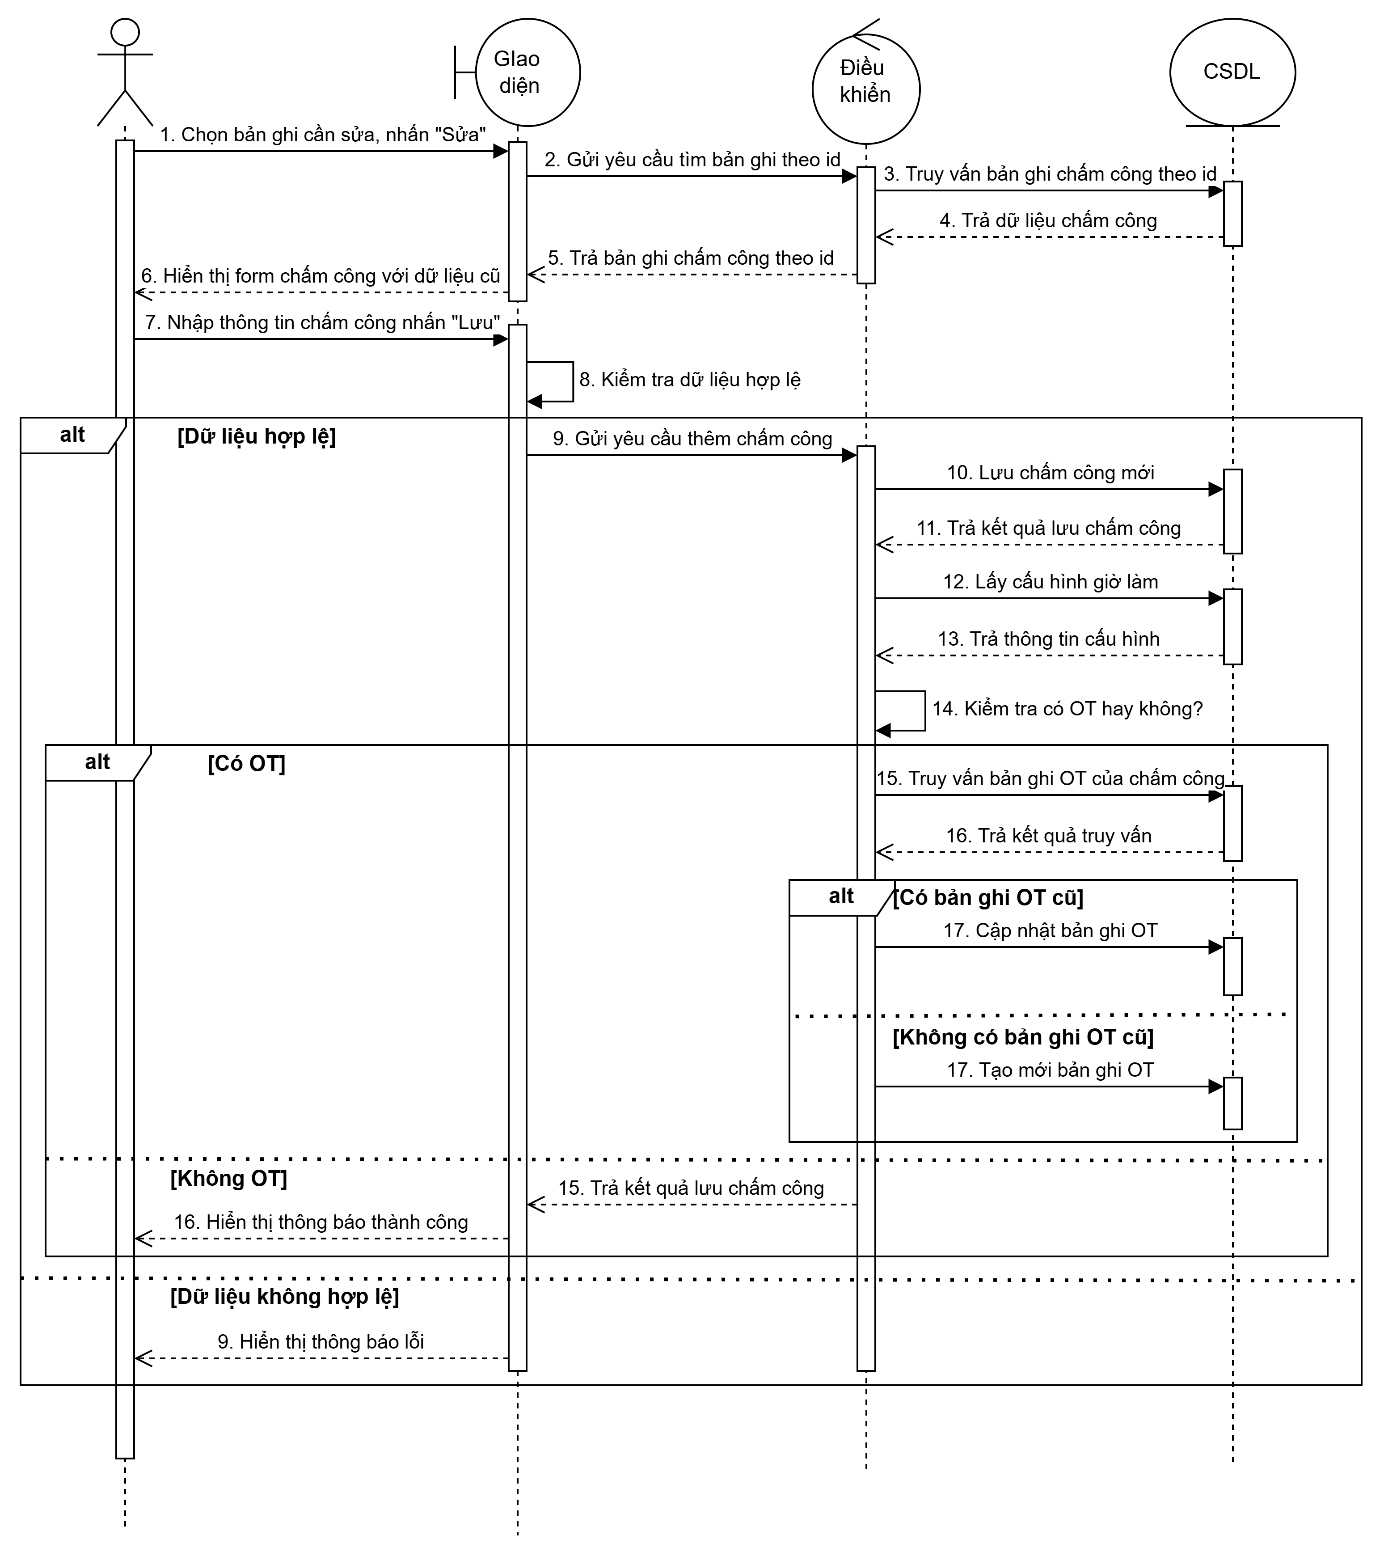 GIao
diện
Điều
khiển
CSDL
1. Chọn bản ghi cần sửa, nhấn "Sửa"
2. Gửi yêu cầu tìm bản ghi theo id
3. Truy vấn bản ghi chấm công theo id
4. Trả dữ liệu chấm công
5. Trả bản ghi chấm công theo id
6. Hiển thị form chấm công với dữ liệu cũ
7. Nhập thông tin chấm công nhấn "Lưu"
8. Kiểm tra dữ liệu hợp lệ
alt
[Dữ liệu hợp lệ]
9. Gửi yêu cầu thêm chấm công
10. Lưu chấm công mới
11. Trả kết quả lưu chấm công
12. Lấy cấu hình giờ làm
13. Trả thông tin cấu hình
14. Kiểm tra có OT hay không?
alt
[Có OT]
15. Truy vấn bản ghi OT của chấm công
16. Trả kết quả truy vấn
alt
[Có bản ghi OT cũ]
17. Cập nhật bản ghi OT
[Không có bản ghi OT cũ]
17. Tạo mới bản ghi OT
[Không OT]
15. Trả kết quả lưu chấm công
16. Hiển thị thông báo thành công
[Dữ liệu không hợp lệ]
9. Hiển thị thông báo lỗi